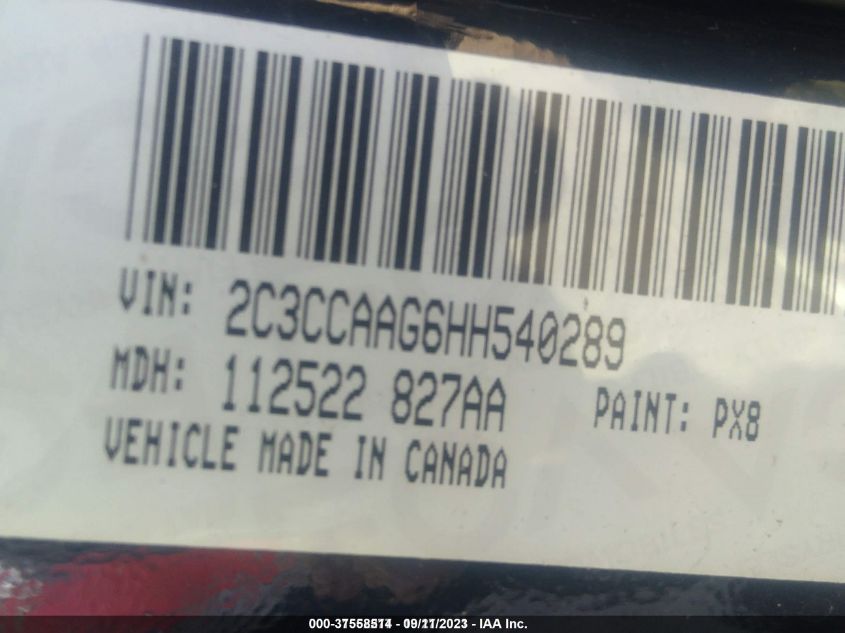 VIN: 2C3CCAAG6HH540289
MDH: 112522 827AA PAINT: PX8
VEHICLE MADE IN CANADA
- IAA Inc.